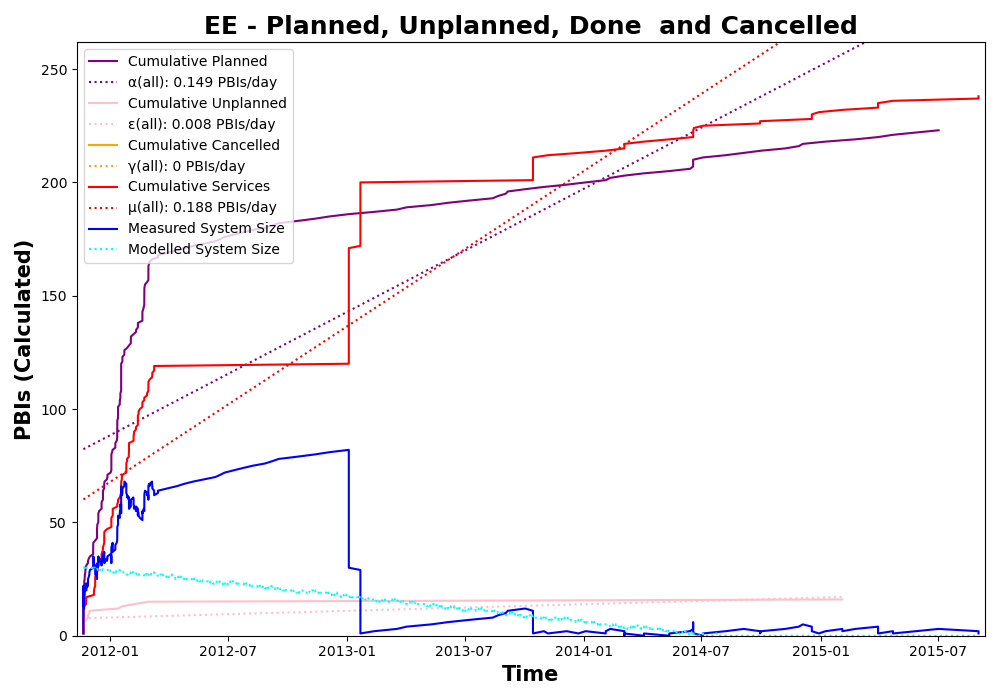 EE - Planned, Unplanned, Done  and Cancelled
Cumulative Planned
α(all): 0.149 PBIs/day
Cumulative Unplanned
ε(all): 0.008 PBIs/day
Cumulative Cancelled
γ(all): 0 PBIs/day
Cumulative Services
μ(all): 0.188 PBIs/day
Measured System Size
Modelled System Size
PBIs (Calculated)
250
200
150
100
50
0
2012-01 2012-07 2013-01 2013-07 2014-01 2014-07 2015-01 2015-07
Time